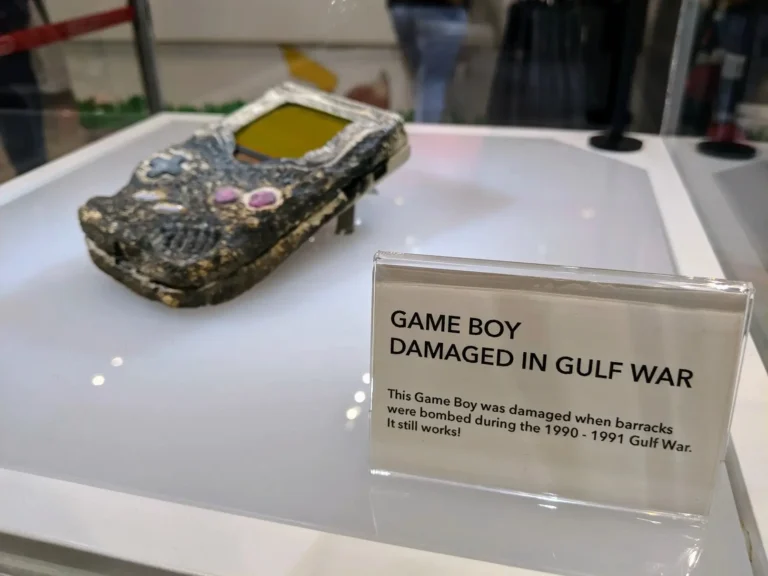 GAME BOY
DAMAGED IN GULF WAR
This Game Boy was damaged when barracks
were bombed during the 1990 - 1991 Gulf War.
It still works!